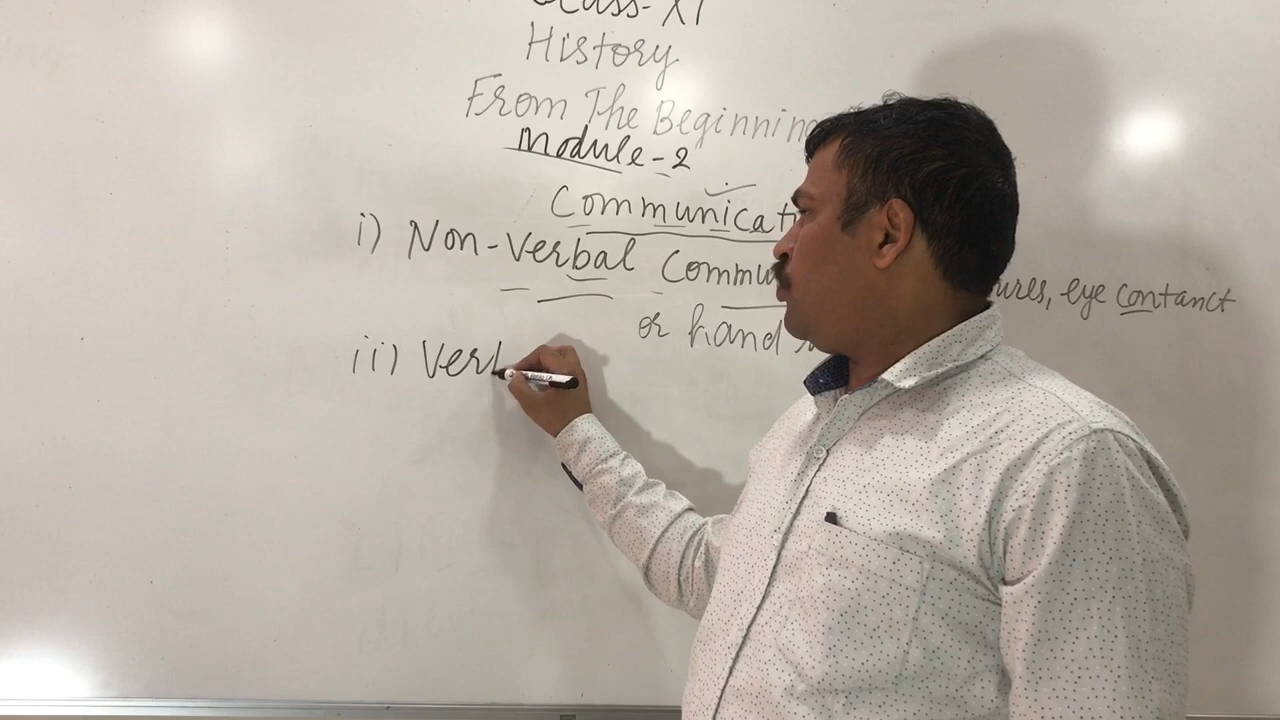 Class-XI
History
From The Beginning
Module-2
Communicat
i) Non-Verbal Commu ures, eye contanct
or hand
ii) Verb